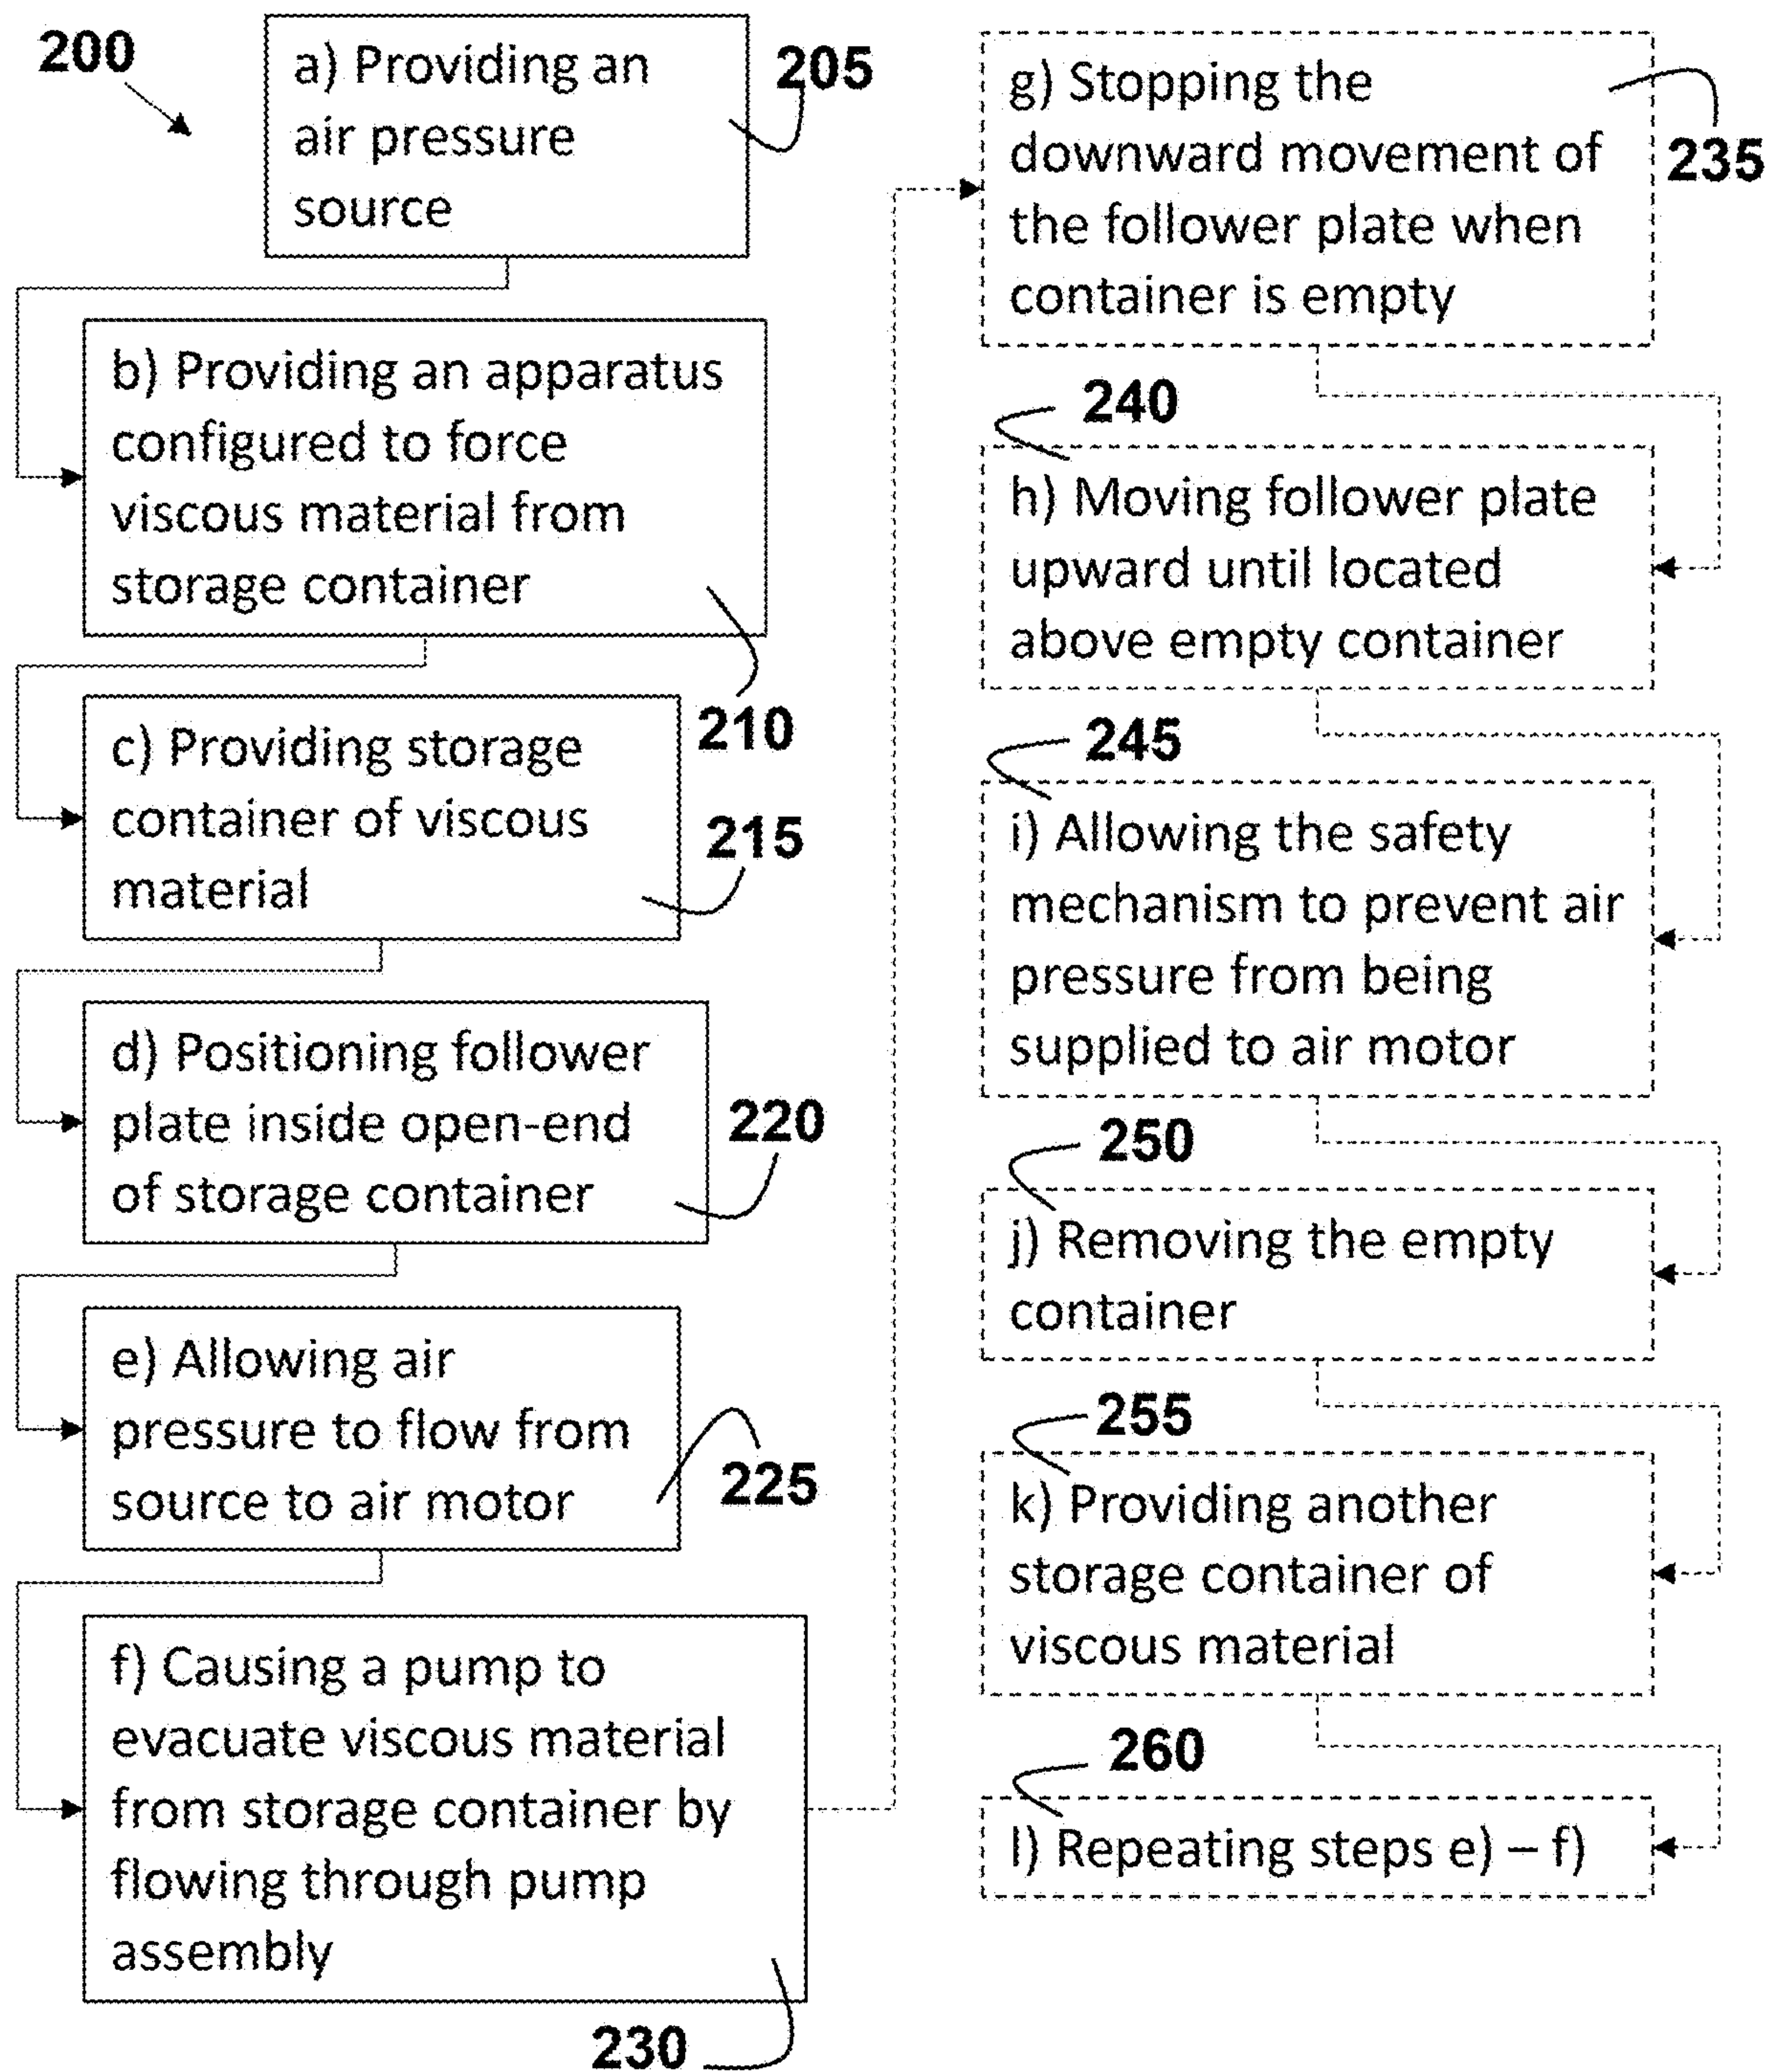 200
a) Providing an
air pressure
source
205
b) Providing an apparatus
configured to force
viscous material from
storage container
210
c) Providing storage
container of viscous
material
215
d) Positioning follower
plate inside open-end
of storage container
220
e) Allowing air
pressure to flow from
source to air motor
225
f) Causing a pump to
evacuate viscous material
from storage container by
flowing through pump
assembly
230
g) Stopping the
downward movement of
the follower plate when
container is empty
235
240
h) Moving follower plate
upward until located
above empty container
245
i) Allowing the safety
mechanism to prevent air
pressure from being
supplied to air motor
250
j) Removing the empty
container
255
k) Providing another
storage container of
viscous material
260
l) Repeating steps e) – f)